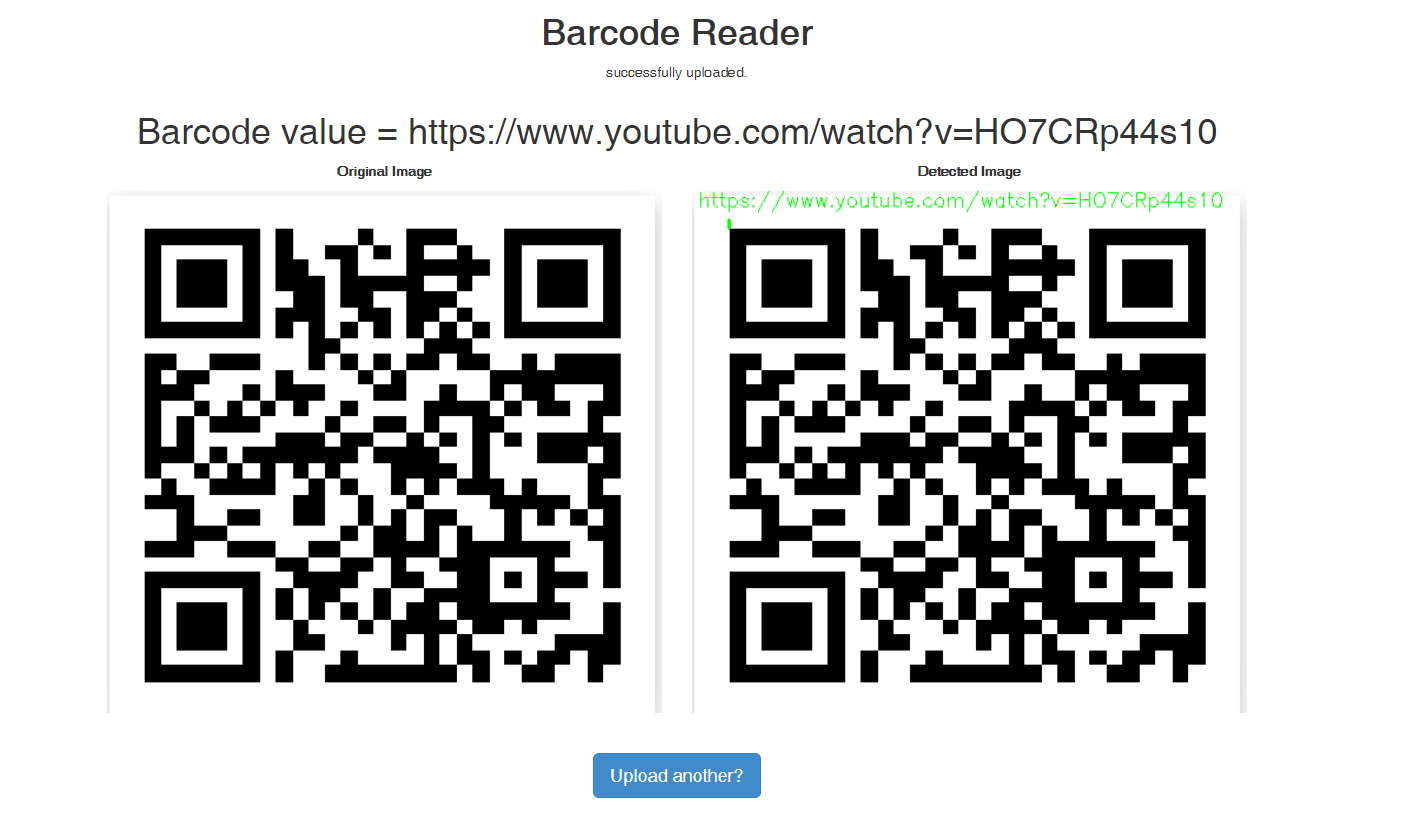 Barcode Reader
successfully uploaded.
Barcode value = https://www.youtube.com/watch?v=HO7CRp44s10
Original Image
Detected Image
https://www.youtube.com/watch?v=HO7CRp44s10
Upload another?